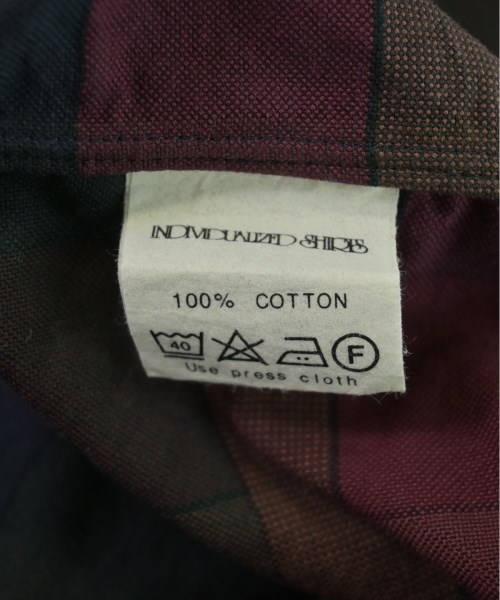 INDIVIDUALIZED SHIRTS
100% COTTON
40 F
Use press cloth